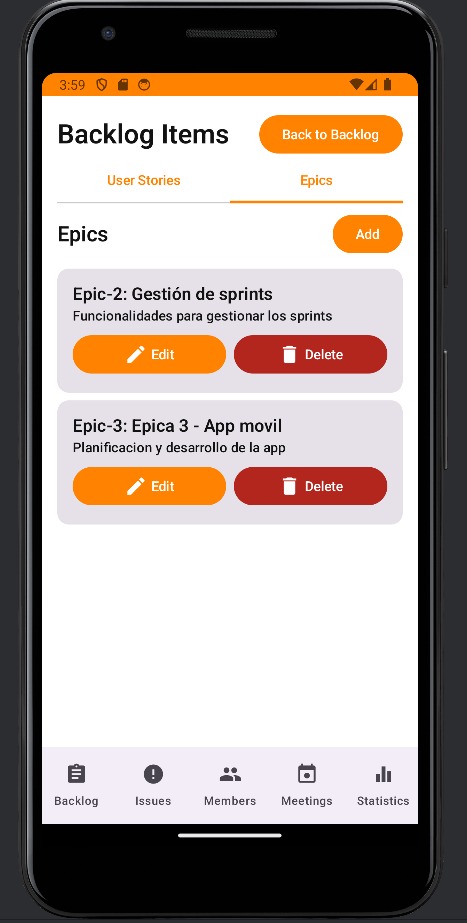 3:59
Backlog Items
Back to Backlog
User Stories
Epics
Epics
Add
Epic-2: Gestión de sprints
Funcionalidades para gestionar los sprints
Edit
Delete
Epic-3: Epica 3 - App movil
Planificacion y desarrollo de la app
Edit
Delete
Backlog
Issues
Members
Meetings
Statistics